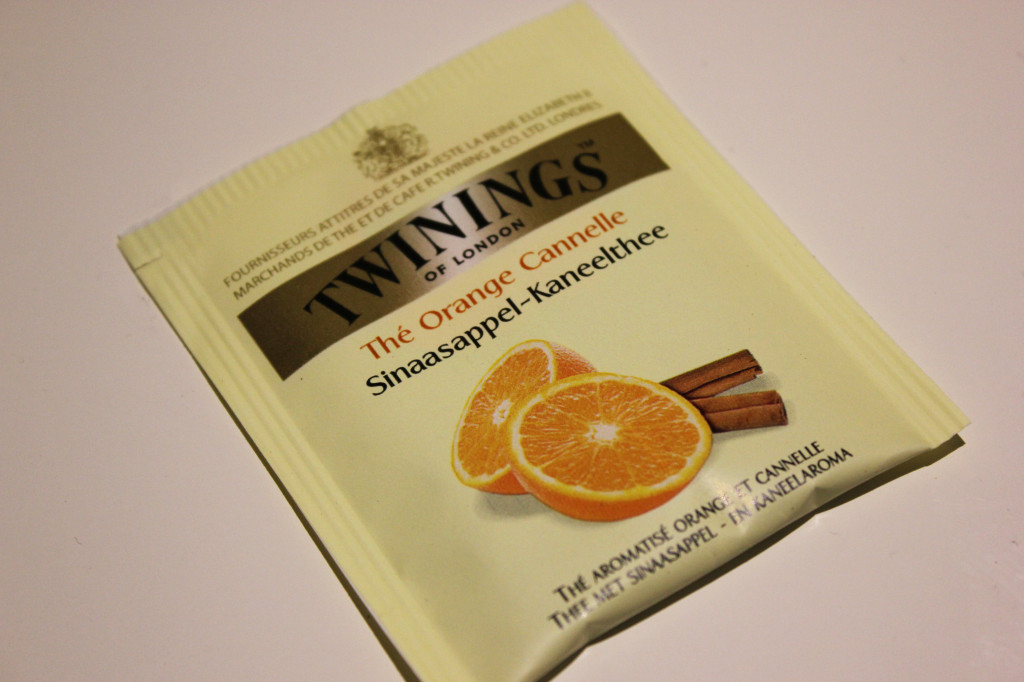 FOURNISSEURS ATTITRES DE SA MAJESTE LA REINE ELIZABETH II
MARCHANDS DE THE ET DE CAFE R.TWINING & CO. LTD. LONDRES
TWININGS™
OF LONDON
Thé Orange Cannelle
Sinaasappel-Kaneelthee
THÉ AROMATISÉ ORANGE ET CANNELLE
THEE MET SINAASAPPEL - EN KANEELAROMA